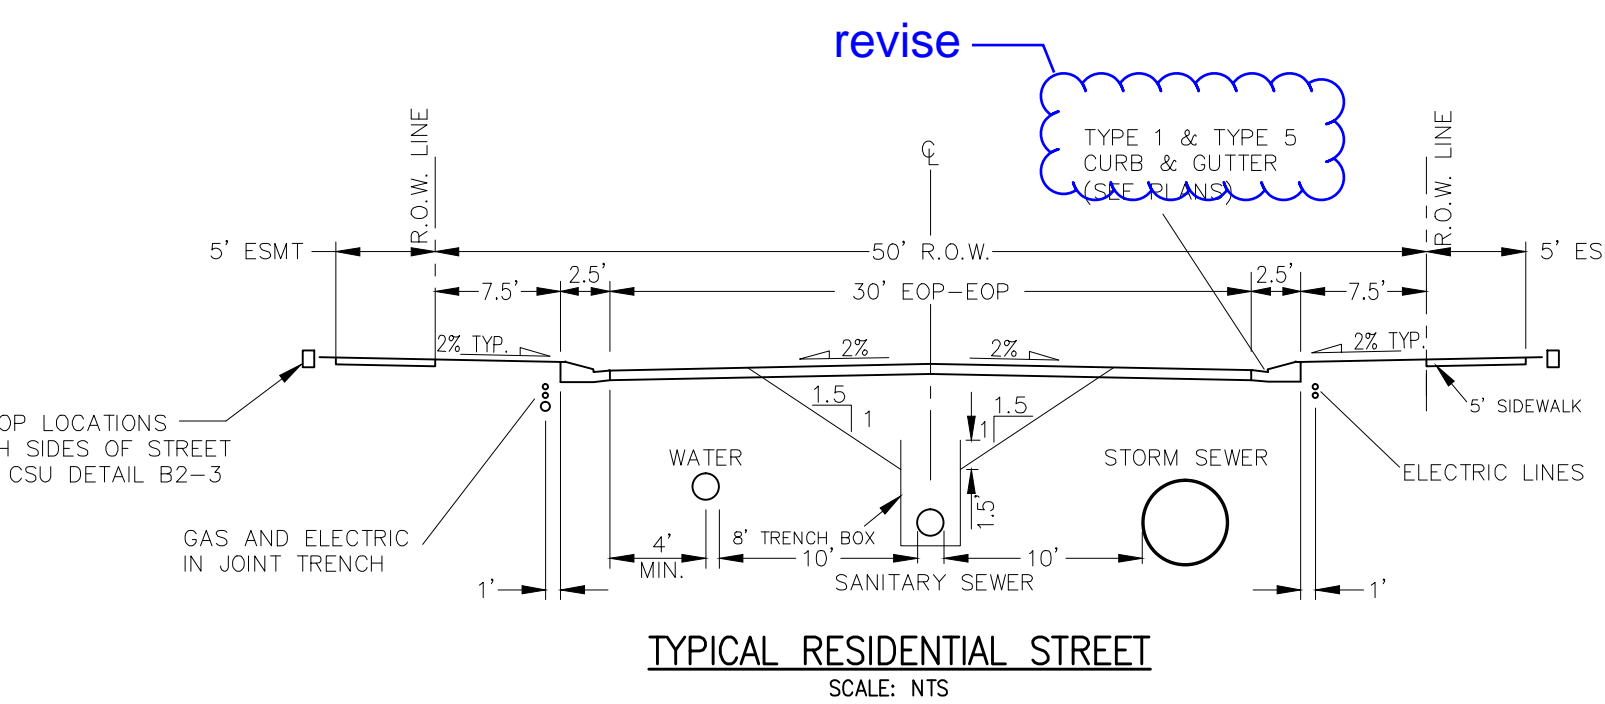 revise
TYPE 1 & TYPE 5
CURB & GUTTER
(SEE PLANS)
R.O.W. LINE
℄
R.O.W. LINE
5' ESMT
50' R.O.W.
5' ES
7.5'
2.5'
30' EOP-EOP
2.5'
7.5'
2% TYP.
2%
2%
2% TYP.
1.5
1
1
1.5
5' SIDEWALK
OP LOCATIONS
H SIDES OF STREET
CSU DETAIL B2-3
WATER
STORM SEWER
ELECTRIC LINES
1.5'
GAS AND ELECTRIC
IN JOINT TRENCH
8' TRENCH BOX
4'
MIN.
10'
10'
SANITARY SEWER
1'
1'
TYPICAL RESIDENTIAL STREET
SCALE: NTS